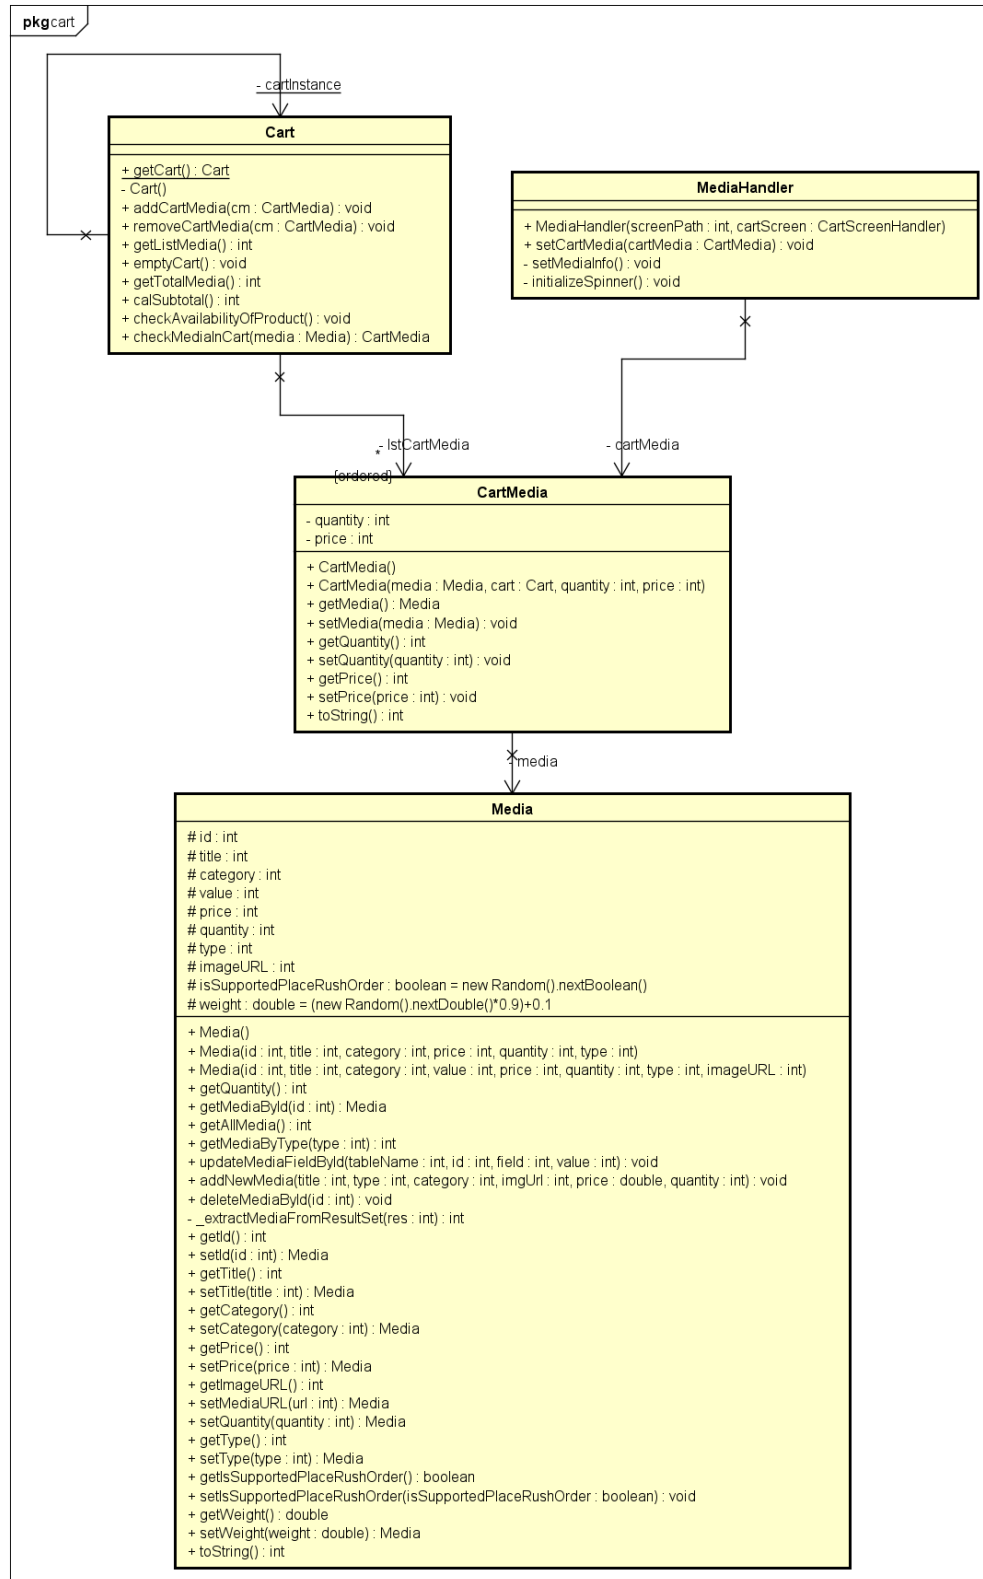 pkg cart
- cartInstance
Cart
+ getCart() : Cart
- Cart()
+ addCartMedia(cm : CartMedia) : void
+ removeCartMedia(cm : CartMedia) : void
+ getListMedia() : int
+ emptyCart() : void
+ getTotalMedia() : int
+ calSubtotal() : int
+ checkAvailabilityOfProduct() : void
+ checkMediaInCart(media : Media) : CartMedia
MediaHandler
+ MediaHandler(screenPath : int, cartScreen : CartScreenHandler)
+ setCartMedia(cartMedia : CartMedia) : void
- setMediaInfo() : void
- initializeSpinner() : void
- lstCartMedia
*
{ordered}
- cartMedia
CartMedia
- quantity : int
- price : int
+ CartMedia()
+ CartMedia(media : Media, cart : Cart, quantity : int, price : int)
+ getMedia() : Media
+ setMedia(media : Media) : void
+ getQuantity() : int
+ setQuantity(quantity : int) : void
+ getPrice() : int
+ setPrice(price : int) : void
+ toString() : int
- media
Media
# id : int
# title : int
# category : int
# value : int
# price : int
# quantity : int
# type : int
# imageURL : int
# isSupportedPlaceRushOrder : boolean = new Random().nextBoolean()
# weight : double = (new Random().nextDouble()*0.9)+0.1
+ Media()
+ Media(id : int, title : int, category : int, price : int, quantity : int, type : int)
+ Media(id : int, title : int, category : int, value : int, price : int, quantity : int, type : int, imageURL : int)
+ getQuantity() : int
+ getMediaById(id : int) : Media
+ getAllMedia() : int
+ getMediaByType(type : int) : int
+ updateMediaFieldById(tableName : int, id : int, field : int, value : int) : void
+ addNewMedia(title : int, type : int, category : int, imgUrl : int, price : double, quantity : int) : void
+ deleteMediaById(id : int) : void
- _extractMediaFromResultSet(res : int) : int
+ getId() : int
+ setId(id : int) : Media
+ getTitle() : int
+ setTitle(title : int) : Media
+ getCategory() : int
+ setCategory(category : int) : Media
+ getPrice() : int
+ setPrice(price : int) : Media
+ getImageURL() : int
+ setMediaURL(url : int) : Media
+ setQuantity(quantity : int) : Media
+ getType() : int
+ setType(type : int) : Media
+ getIsSupportedPlaceRushOrder() : boolean
+ setIsSupportedPlaceRushOrder(isSupportedPlaceRushOrder : boolean) : void
+ getWeight() : double
+ setWeight(weight : double) : Media
+ toString() : int